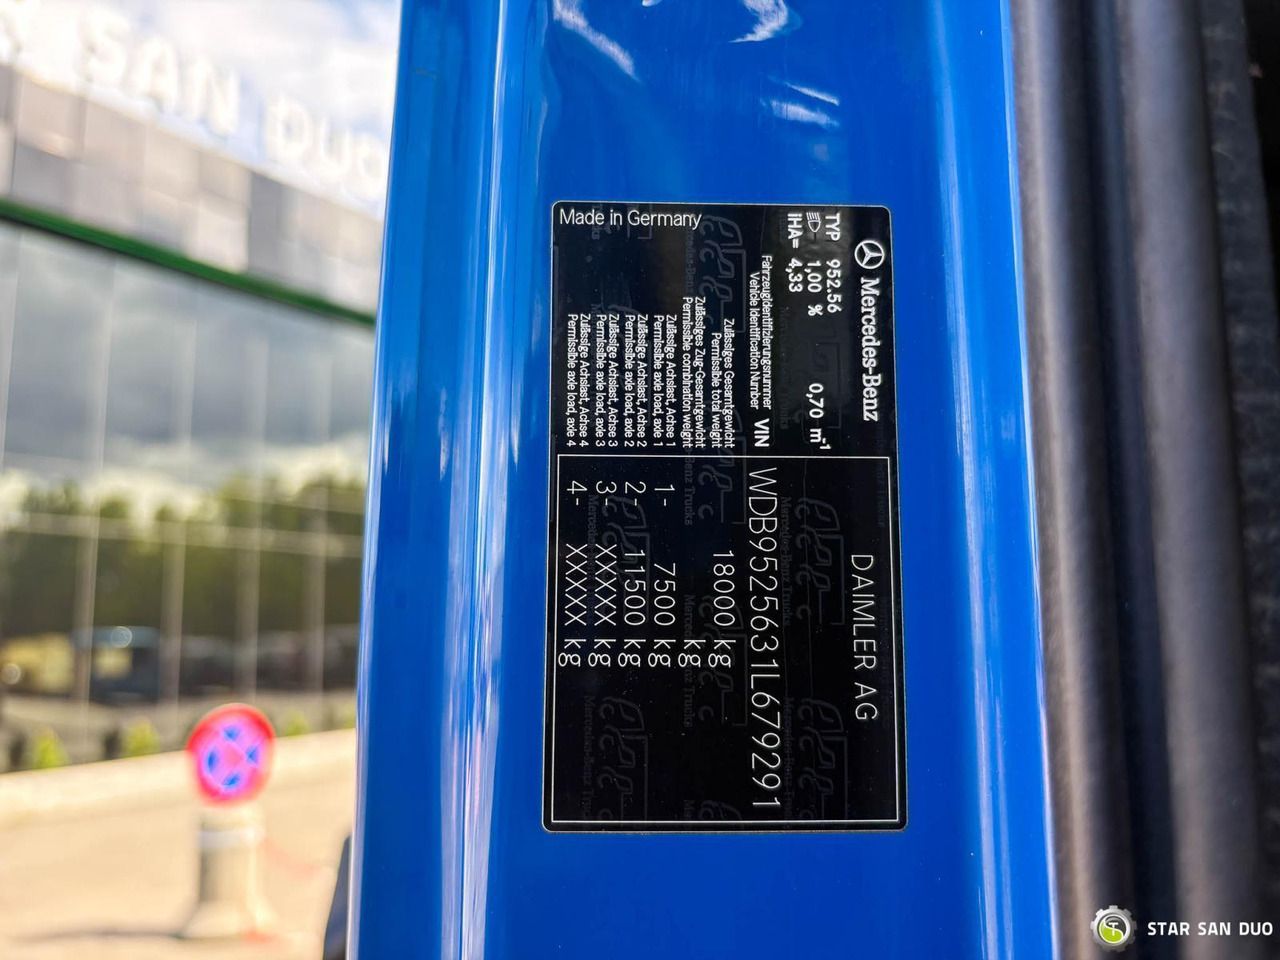 SAN DUO
Made in Germany
Mercedes-Benz
TYP 952.56
1,00 % 0,70 m⁻¹
IHA= 4,33
DAIMLER AG
Fahrzeugidentifizierungsnummer
Vehicle Identification Number
VIN WDB9525631L679291
Zulässiges Gesamtgewicht
Permissible total weight
18000 kg
Zulässiges Zug-Gesamtgewicht
Permissible combination weight
kg
Zulässige Achslast, Achse 1
Permissible axle load, axle 1
1- 7500 kg
Zulässige Achslast, Achse 2
Permissible axle load, axle 2
2- 11500 kg
Zulässige Achslast, Achse 3
Permissible axle load, axle 3
3- XXXXX kg
Zulässige Achslast, Achse 4
Permissible axle load, axle 4
4- XXXXX kg
STAR SAN DUO